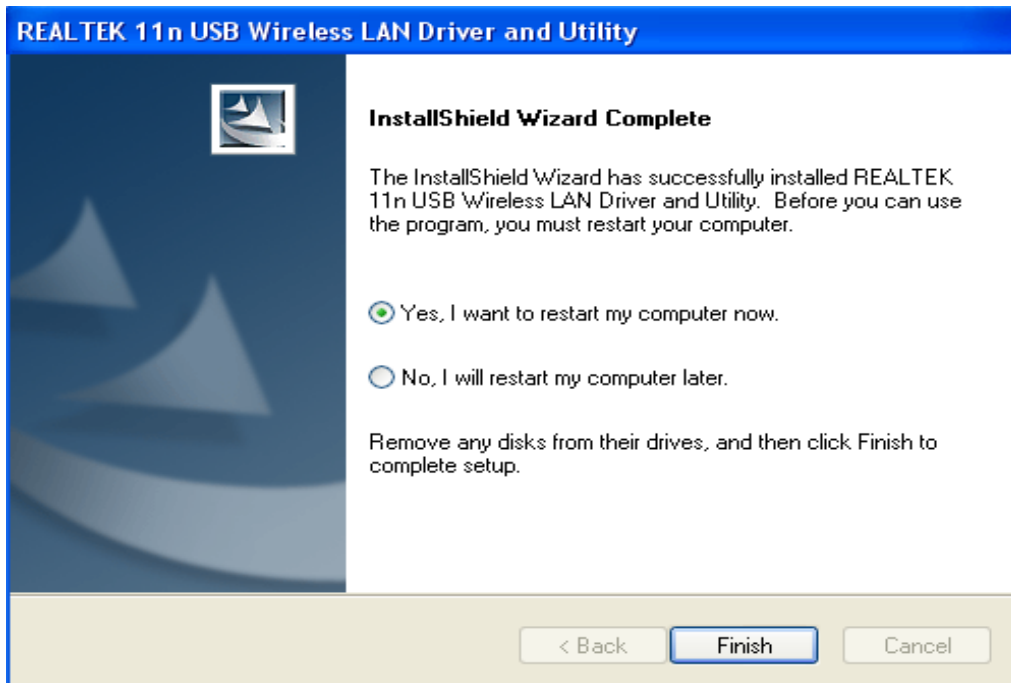 REALTEK 11n USB Wireless LAN Driver and Utility
InstallShield Wizard Complete
The InstallShield Wizard has successfully installed REALTEK
11n USB Wireless LAN Driver and Utility. Before you can use
the program, you must restart your computer.
Yes, I want to restart my computer now.
No, I will restart my computer later.
Remove any disks from their drives, and then click Finish to
complete setup.
< Back Finish Cancel